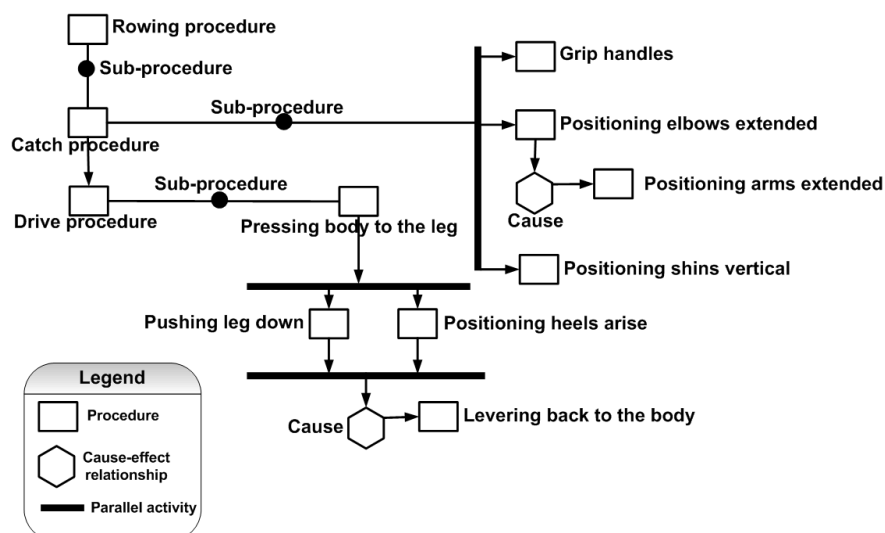 Rowing procedure
Sub-procedure
Catch procedure
Sub-procedure
Grip handles
Positioning elbows extended
Cause
Positioning arms extended
Positioning shins vertical
Drive procedure
Sub-procedure
Pressing body to the leg
Pushing leg down
Positioning heels arise
Cause
Levering back to the body
Legend
Procedure
Cause-effect
relationship
Parallel activity